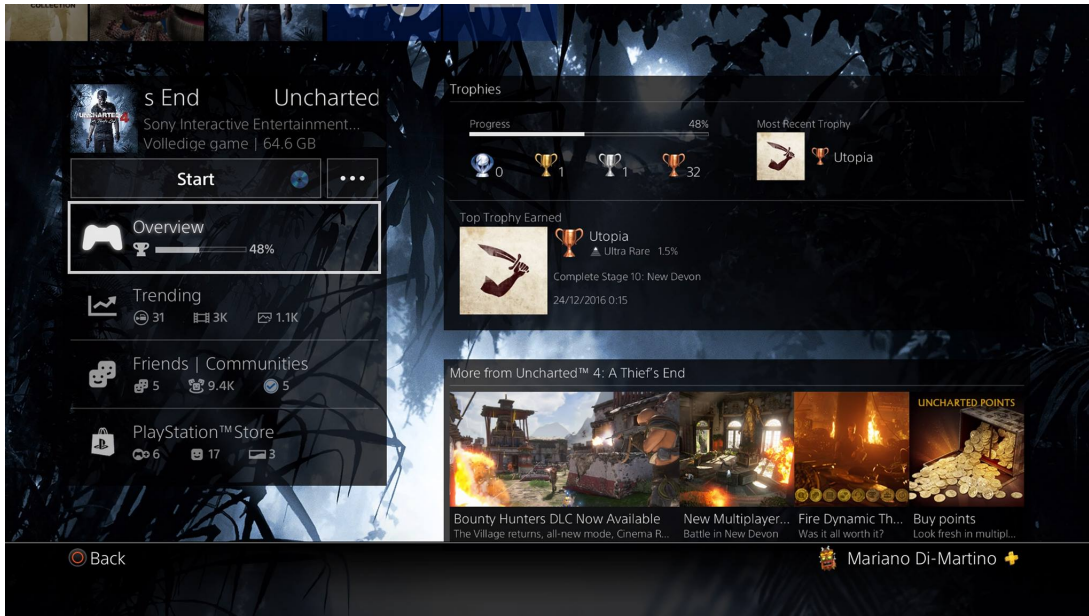 COLLECTION
s End Uncharted
Sony Interactive Entertainment...
Volledige game | 64.6 GB
UNCHARTED 4
Start
...
Overview
48%
Trending
31 3K 1.1K
Friends | Communities
5 9.4K 5
PlayStation™Store
6 17 3
Trophies
Progress 48% Most Recent Trophy
0 1 1 32 Utopia
Top Trophy Earned
Utopia
Ultra Rare 1.5%
Complete Stage 10: New Devon
24/12/2016 0:15
More from Uncharted™ 4: A Thief's End
UNCHARTED POINTS
Bounty Hunters DLC Now Available New Multiplayer... Fire Dynamic Th... Buy points
The Village returns, all-new mode, Cinema R... Battle in New Devon Was it all worth it? Look fresh in multipl...
Back Mariano Di-Martino